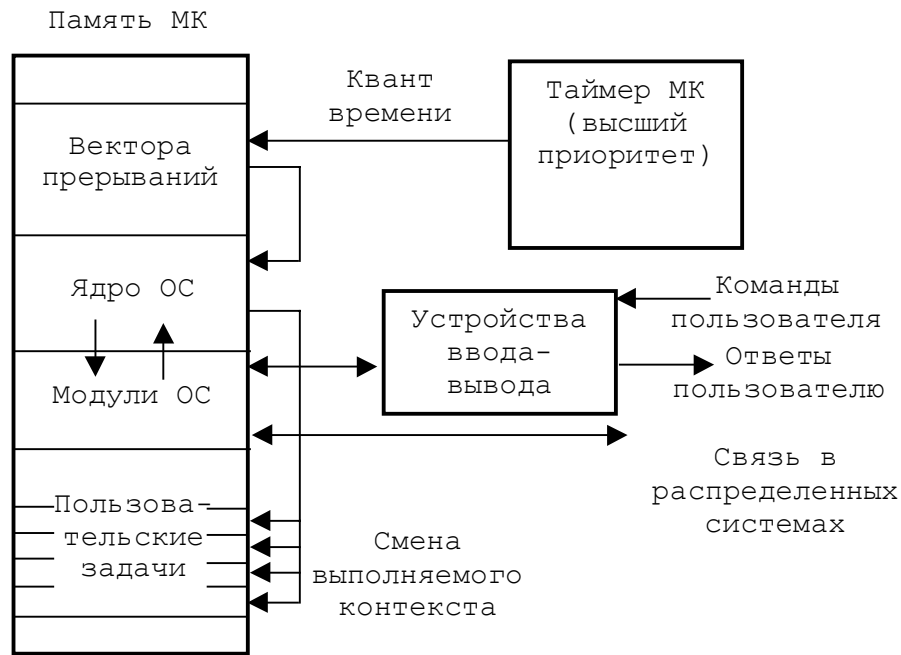 Память МК
Квант
времени
Таймер МК
(высший
приоритет)
Вектора
прерываний
Ядро ОС
Модули ОС
Устройства
ввода-
вывода
Команды
пользователя
Ответы
пользователю
Связь в
распределенных
системах
Пользова-
тельские
задачи
Смена
выполняемого
контекста